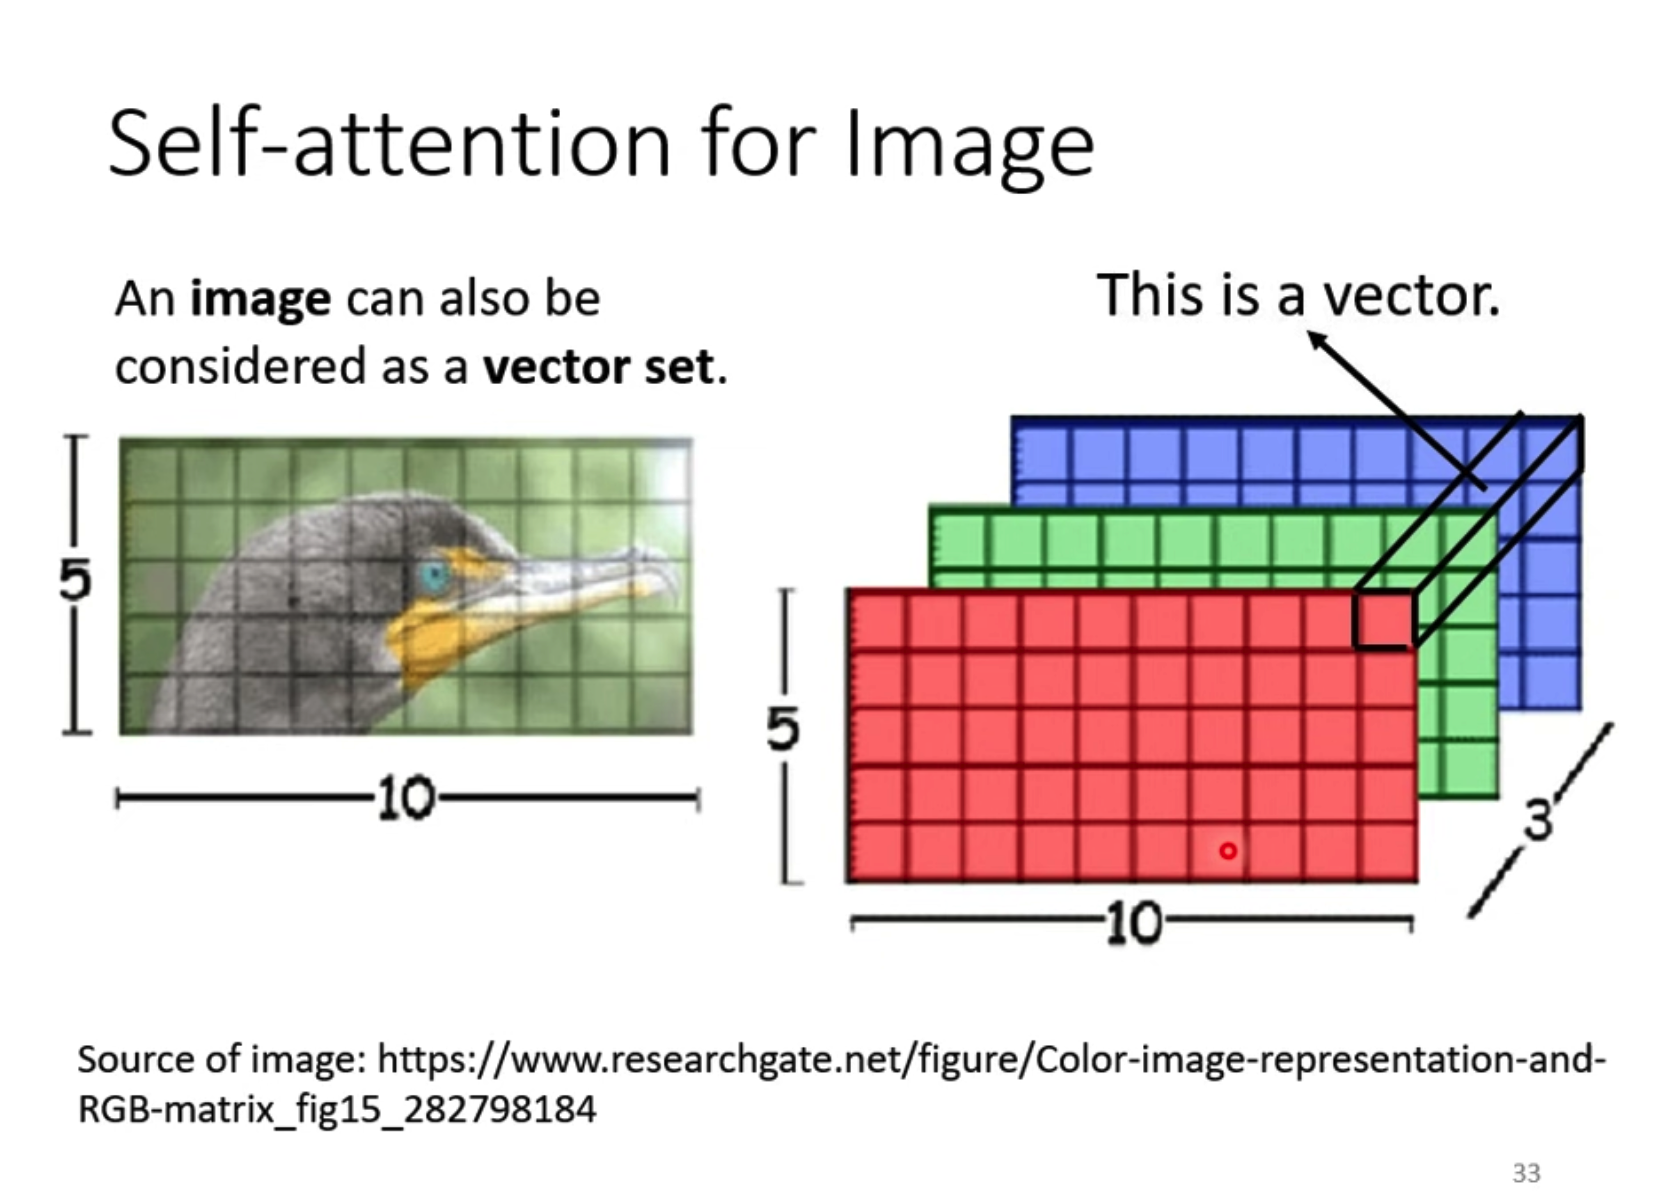 Self-attention for Image
An image can also be
considered as a vector set.
This is a vector.
5
10
5
10
3
Source of image: https://www.researchgate.net/figure/Color-image-representation-and-
RGB-matrix_fig15_282798184
33